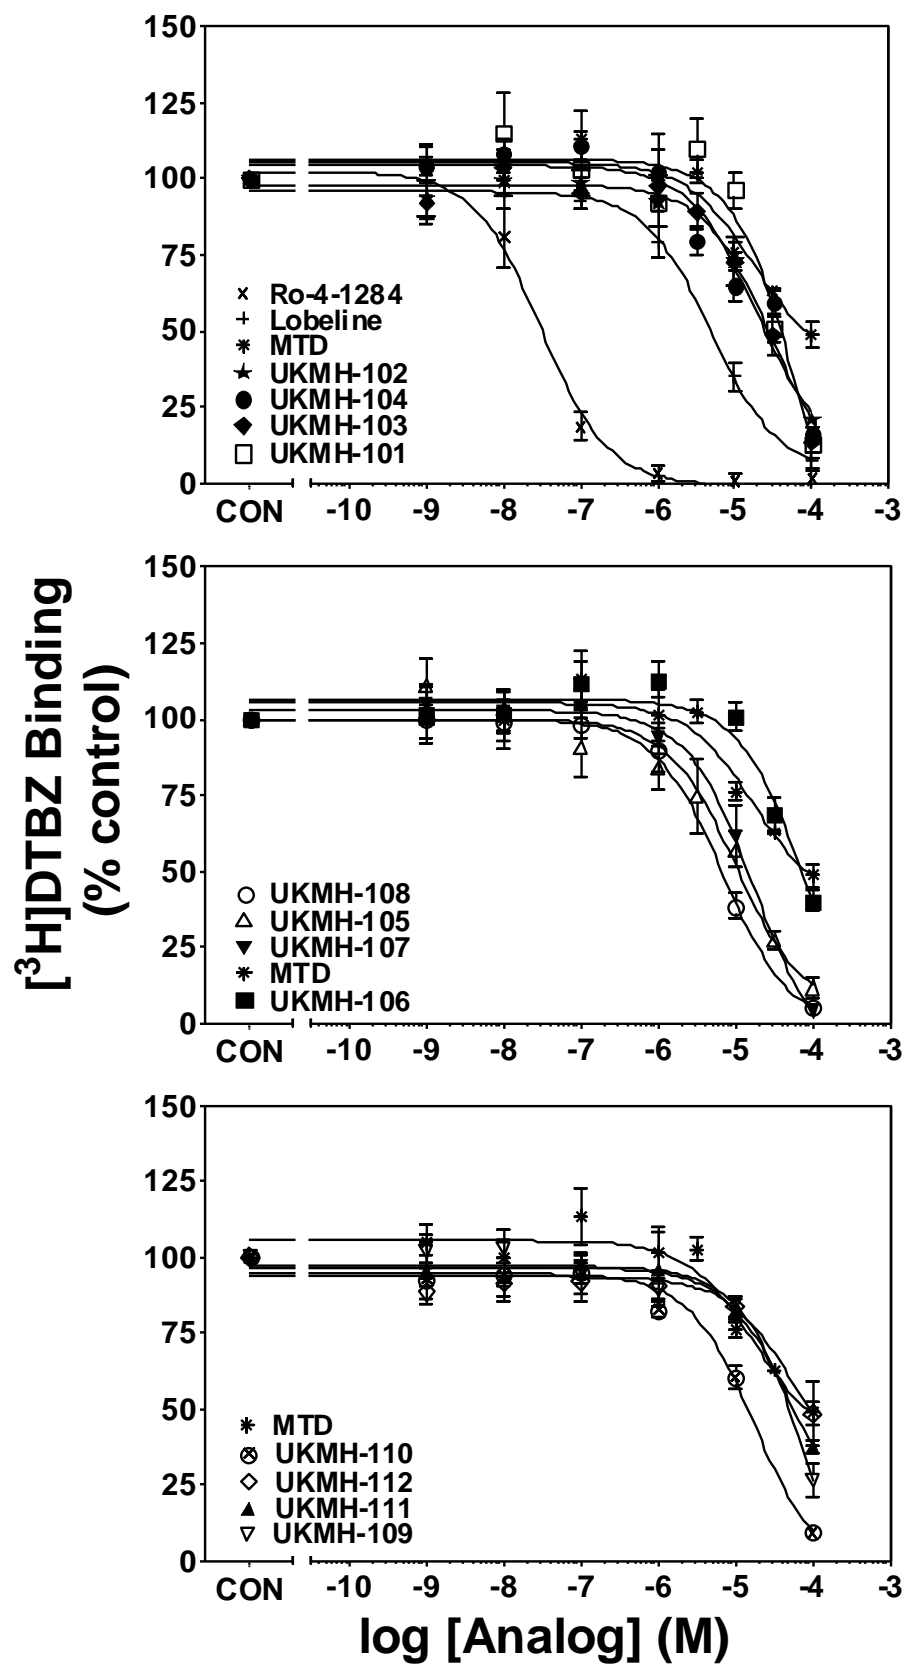 150
125
100
75
50
25
0
Ro-4-1284
Lobeline
MTD
UKMH-102
UKMH-104
UKMH-103
UKMH-101
CON -10 -9 -8 -7 -6 -5 -4 -3
[³H]DTBZ Binding
(% control)
150
125
100
75
50
25
0
UKMH-108
UKMH-105
UKMH-107
MTD
UKMH-106
CON -10 -9 -8 -7 -6 -5 -4 -3
150
125
100
75
50
25
0
MTD
UKMH-110
UKMH-112
UKMH-111
UKMH-109
CON -10 -9 -8 -7 -6 -5 -4 -3
log [Analog] (M)